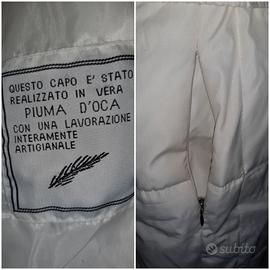 QUESTO CAPO E' STATO
REALIZZATO IN VERA
PIUMA D'OCA
CON UNA LAVORAZIONE
INTERAMENTE
ARTIGIANALE
subito